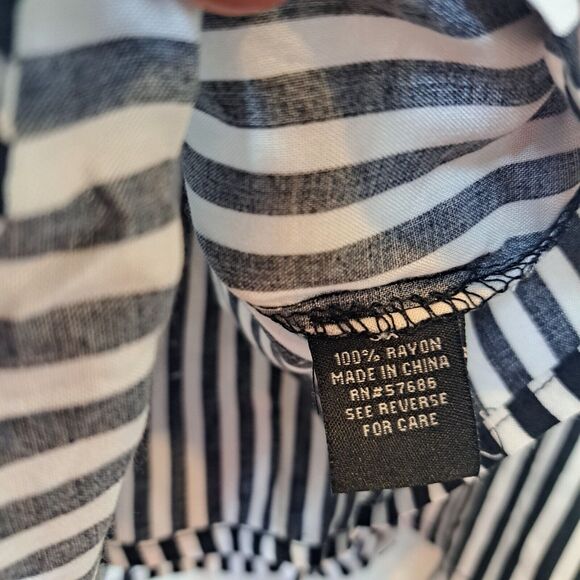 100% RAYON
MADE IN CHINA
RN#57686
SEE REVERSE
FOR CARE